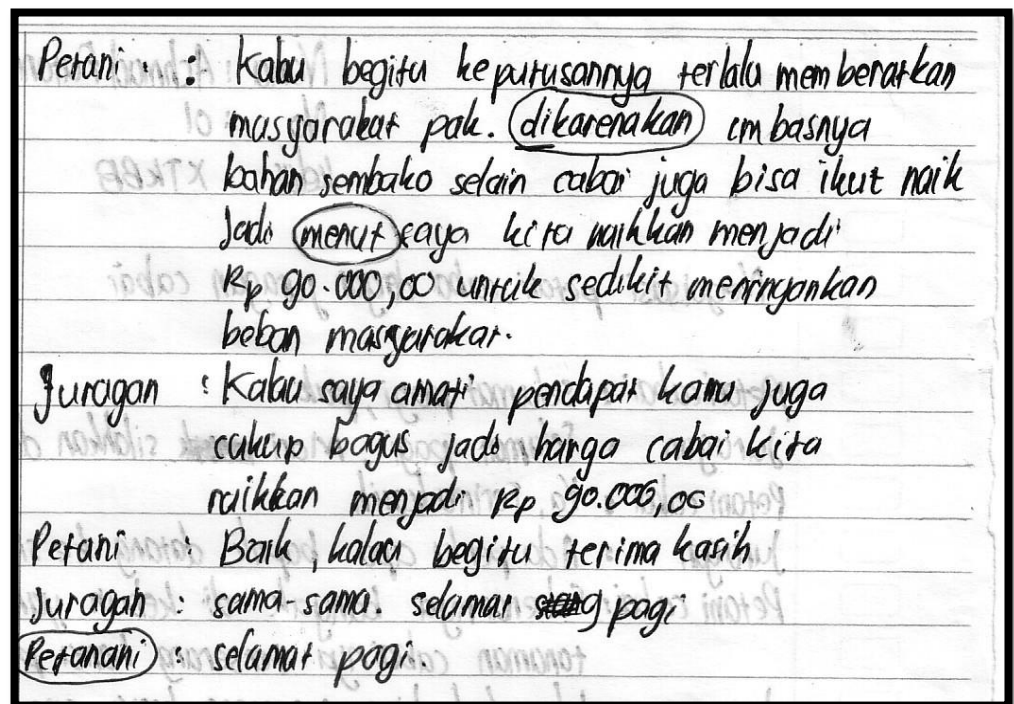 Petani : Kalau begitu keputusannya terlalu memberatkan
masyarakat pak. dikarenakan imbasnya
bahan sembako selain cabai juga bisa ikut naik
Jadi menut saya kita naikkan menjadi
Rp 90.000,00 untuk sedikit meringankan
beban masyarakat.
Juragan : Kalau saya amati pendapat kamu juga
cukup bagus jadi harga cabai kita
naikkan menjadi Rp 90.000,00
Petani : Baik, kalau begitu terima kasih
Juragan : sama-sama. selamat pagi
Petanani : selamat pagi.